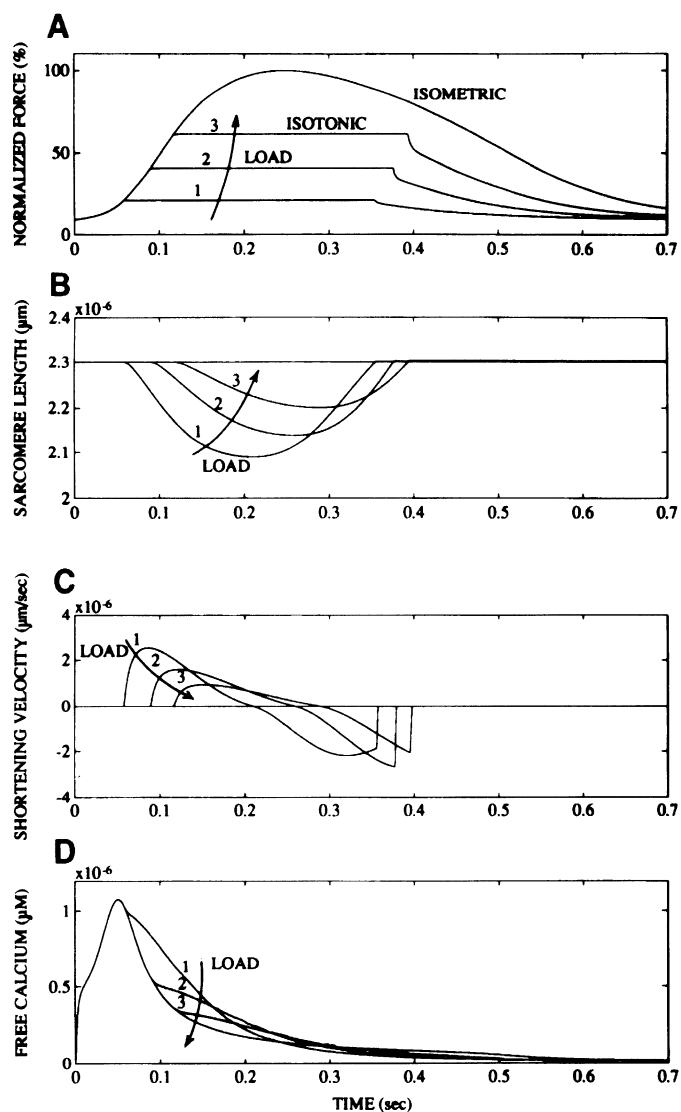 A
NORMALIZED FORCE (%)
100
50
0
ISOMETRIC
3 ISOTONIC
2 LOAD
1
0 0.1 0.2 0.3 0.4 0.5 0.6 0.7
B
x10-6
SARCOMERE LENGTH (µm)
2.4
2.3
2.2
2.1
2
3
2
1
LOAD
0 0.1 0.2 0.3 0.4 0.5 0.6 0.7
C
x10-6
SHORTENING VELOCITY (µm/sec)
4
2
0
-2
-4
LOAD 1
2
3
0 0.1 0.2 0.3 0.4 0.5 0.6 0.7
D
x10-6
FREE CALCIUM (µM)
1
0.5
0
1 LOAD
2
3
0 0.1 0.2 0.3 0.4 0.5 0.6 0.7
TIME (sec)